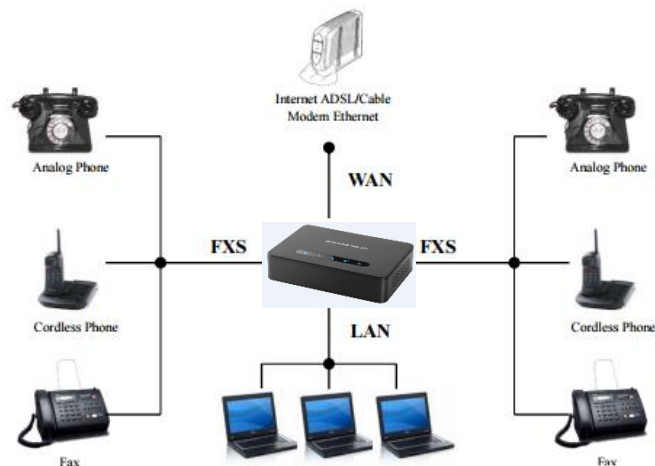 Internet ADSL/Cable
Modem Ethernet
Analog Phone
Analog Phone
WAN
FXS
FXS
Cordless Phone
Cordless Phone
LAN
Fax
Fax